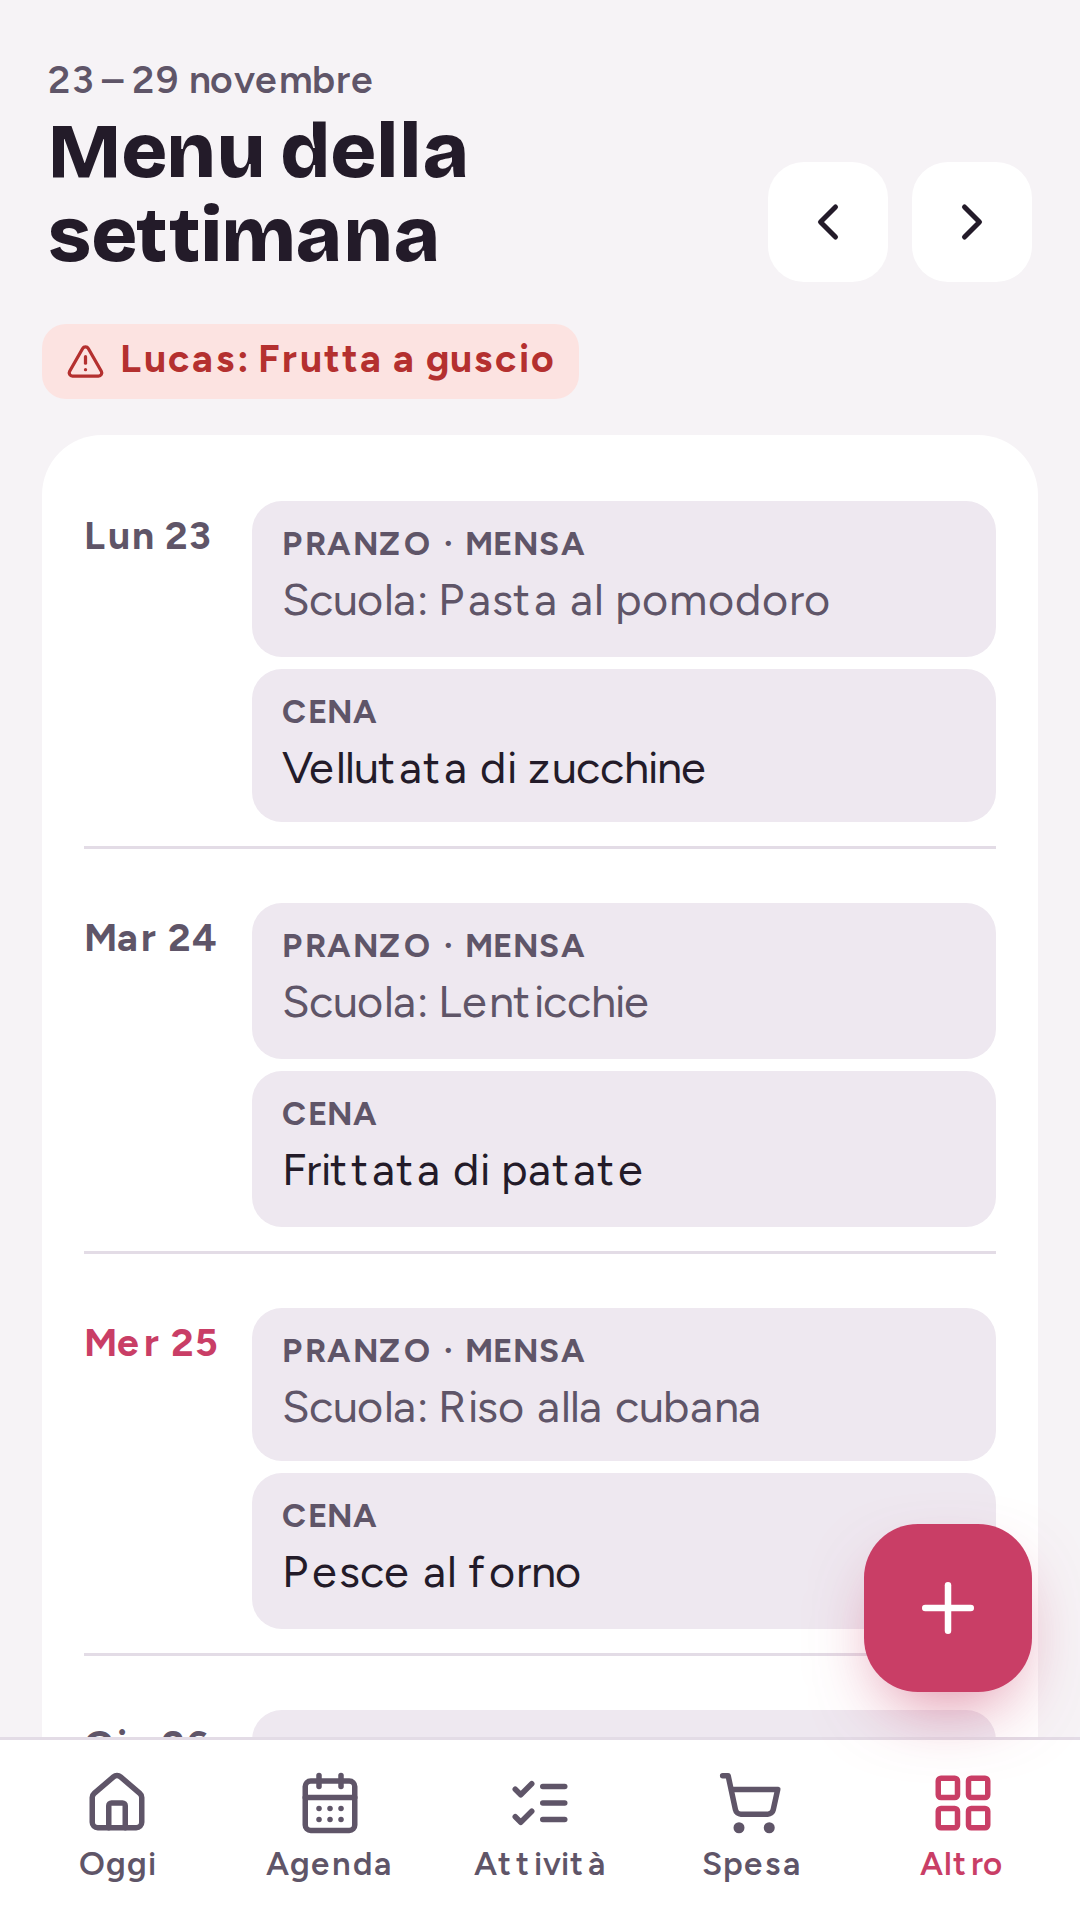 23 – 29 novembre
Menu della
settimana
Lucas: Frutta a guscio
Lun 23
PRANZO · MENSA
Scuola: Pasta al pomodoro
CENA
Vellutata di zucchine
Mar 24
PRANZO · MENSA
Scuola: Lenticchie
CENA
Frittata di patate
Mer 25
PRANZO · MENSA
Scuola: Riso alla cubana
CENA
Pesce al forno
Oggi
Agenda
Attività
Spesa
Altro